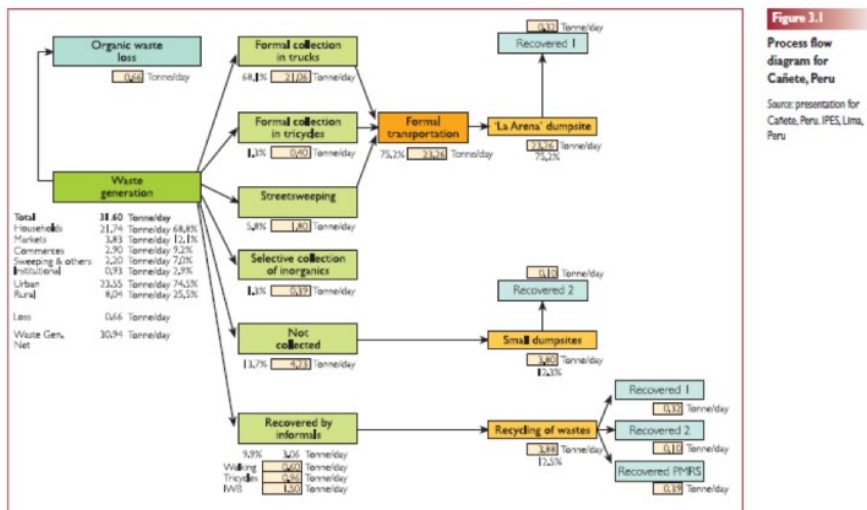 Figure 3.1
Process flow
diagram for
Cañete, Peru
Source: presentation for
Cañete, Peru. IPES, Lima,
Peru
Organic waste
loss
0,66 Tonne/day
Waste
generation
Total 31.60 Tonne/day
Households 21,74 Tonne/day 68,8%
Markets 3,83 Tonne/day 12,1%
Commerces 2,90 Tonne/day 9,2%
Sweeping & others 2,20 Tonne/day 7,0%
Institutional 0,93 Tonne/day 2,9%
Urban 23,55 Tonne/day 74,5%
Rural 8,04 Tonne/day 25,5%
Loss 0,66 Tonne/day
Waste Gen. 30,94 Tonne/day
Net
Formal collection
in trucks
68,1% 21,06 Tonne/day
Formal collection
in tricycles
1,3% 0,40 Tonne/day
Streetsweeping
5,8% 1,80 Tonne/day
Selective collection
of inorganics
1,3% 0,39 Tonne/day
Not
collected
13,7% 4,23 Tonne/day
Recovered by
informals
9,9% 3,06 Tonne/day
Walking 0,60 Tonne/day
Tricycles 0,96 Tonne/day
IWB 1,50 Tonne/day
Formal
transportation
75,2% 23,26 Tonne/day
0,32 Tonne/day
Recovered 1
'La Arena' dumpsite
23,26 Tonne/day
75,2%
0,10 Tonne/day
Recovered 2
Small dumpsites
3,80 Tonne/day
12,3%
Recycling of wastes
3,88 Tonne/day
12,5%
Recovered 1
0,32 Tonne/day
Recovered 2
0,10 Tonne/day
Recovered PMRS
0,39 Tonne/day